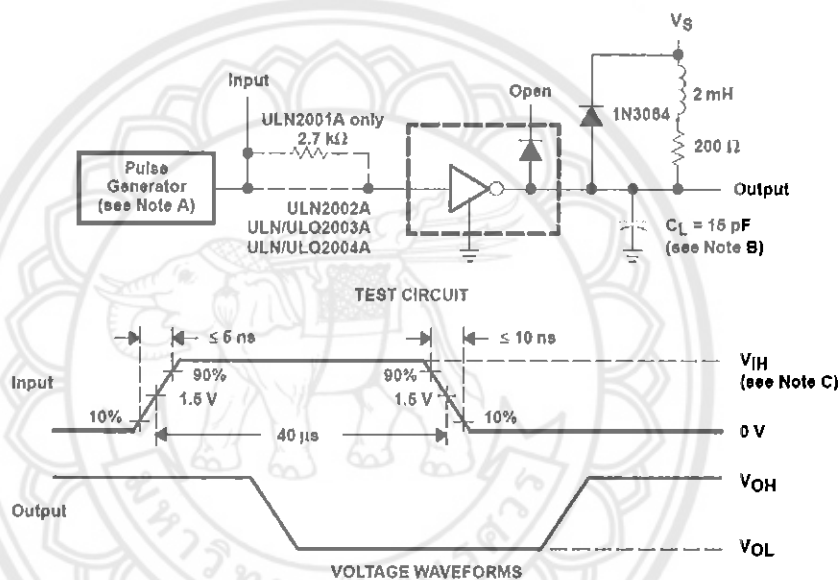 VS
Input
Open
ULN2001A only
2.7 kΩ
1N3064
2 mH
200 Ω
Pulse
Generator
(see Note A)
ULN2002A
ULN/ULQ2003A
ULN/ULQ2004A
Output
CL = 15 pF
(see Note B)
TEST CIRCUIT
≤ 5 ns
≤ 10 ns
Input
90%
90%
VIH
(see Note C)
1.5 V
1.5 V
10%
10%
40 µs
0 V
Output
VOH
VOL
VOLTAGE WAVEFORMS